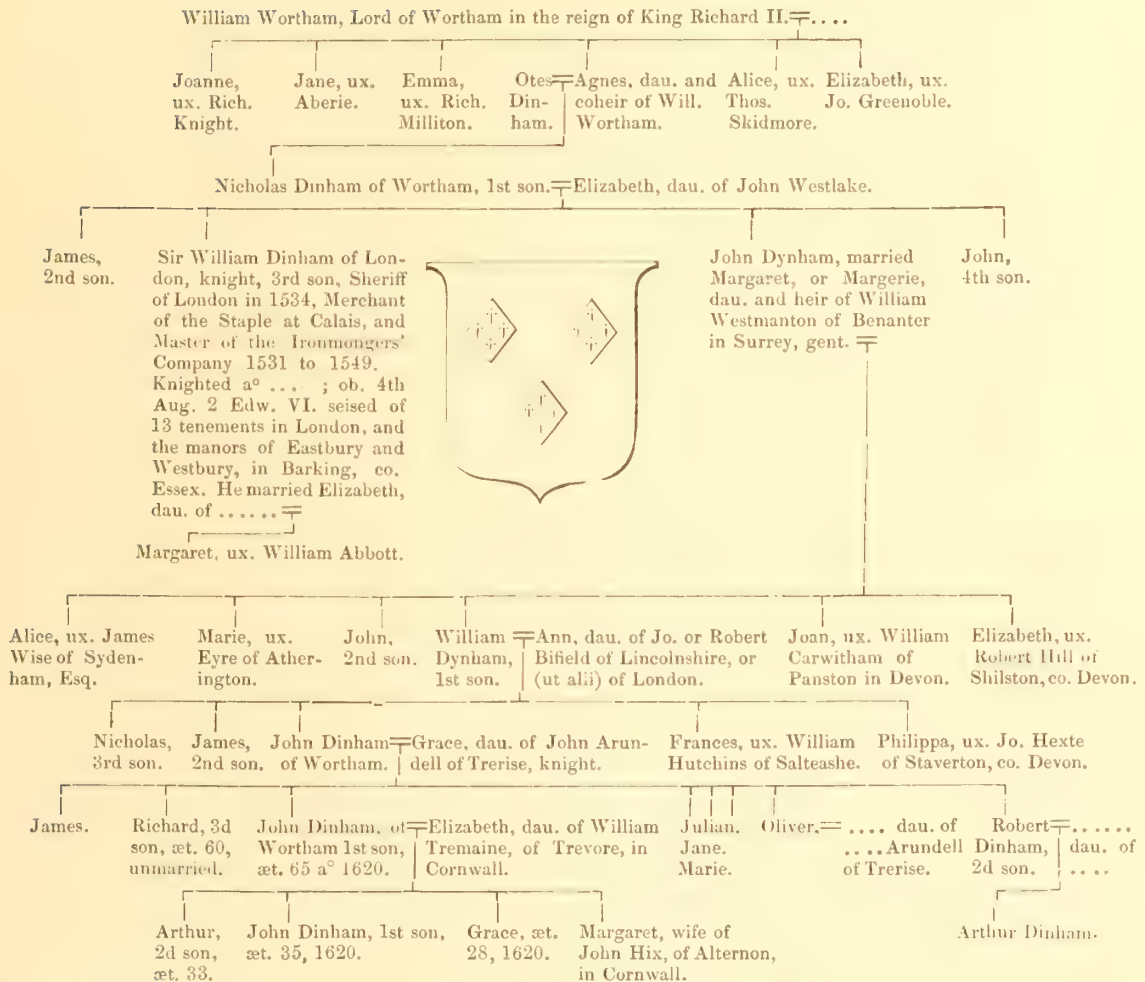 William Wortham, Lord of Wortham in the reign of King Richard II.=....
Joanne,
ux. Rich.
Knight.
Jane, ux.
Aberie.
Emma,
ux. Rich.
Milliton.
Otes
Din-
ham.
Agnes, dau. and
coheir of Will.
Wortham.
Alice, ux.
Thos.
Skidmore.
Elizabeth, ux.
Jo. Greenoble.
Nicholas Dinham of Wortham, 1st son.=Elizabeth, dau. of John Westlake.
James,
2nd son.
Sir William Dinham of Lon-
don, knight, 3rd son, Sheriff
of London in 1534, Merchant
of the Staple at Calais, and
Master of the Ironmongers'
Company 1531 to 1549.
Knighted aº .... ; ob. 4th
Aug. 2 Edw. VI. seised of
13 tenements in London, and
the manors of Eastbury and
Westbury, in Barking, co.
Essex. He married Elizabeth,
dau. of ......=
Margaret, ux. William Abbott.
John Dynham, married
Margaret, or Margerie,
dau. and heir of William
Westmanton of Benanter
in Surrey, gent.=
John,
4th son.
Alice, ux. James
Wise of Syden-
ham, Esq.
Marie, ux.
Eyre of Ather-
ington.
John,
2nd son.
William
Dynham,
1st son.
Ann, dau. of Jo. or Robert
Bifield of Lincolnshire, or
(ut alii) of London.
Joan, ux. William
Carwitham of
Panston in Devon.
Elizabeth, ux.
Robert Hill of
Shilston, co. Devon.
Nicholas,
3rd son.
James,
2nd son.
John Dinham
of Wortham.
Grace, dau. of John Arun-
dell of Trerise, knight.
Frances, ux. William
Hutchins of Salteashe.
Philippa, ux. Jo. Hexte
of Staverton, co. Devon.
James.
Richard, 3d
son, æt. 60,
unmarried.
John Dinham, of
Wortham 1st son,
æt. 65 aº 1620.
Elizabeth, dau. of William
Tremaine, of Trevore, in
Cornwall.
Julian.
Jane.
Marie.
Oliver.= .... dau. of
....Arundell
of Trerise.
Robert
Dinham,
2d son.
......
dau. of
....
Arthur,
2d son,
æt. 33.
John Dinham, 1st son,
æt. 35, 1620.
Grace, æt.
28, 1620.
Margaret, wife of
John Hix, of Alternon,
in Cornwall.
Arthur Dinham.